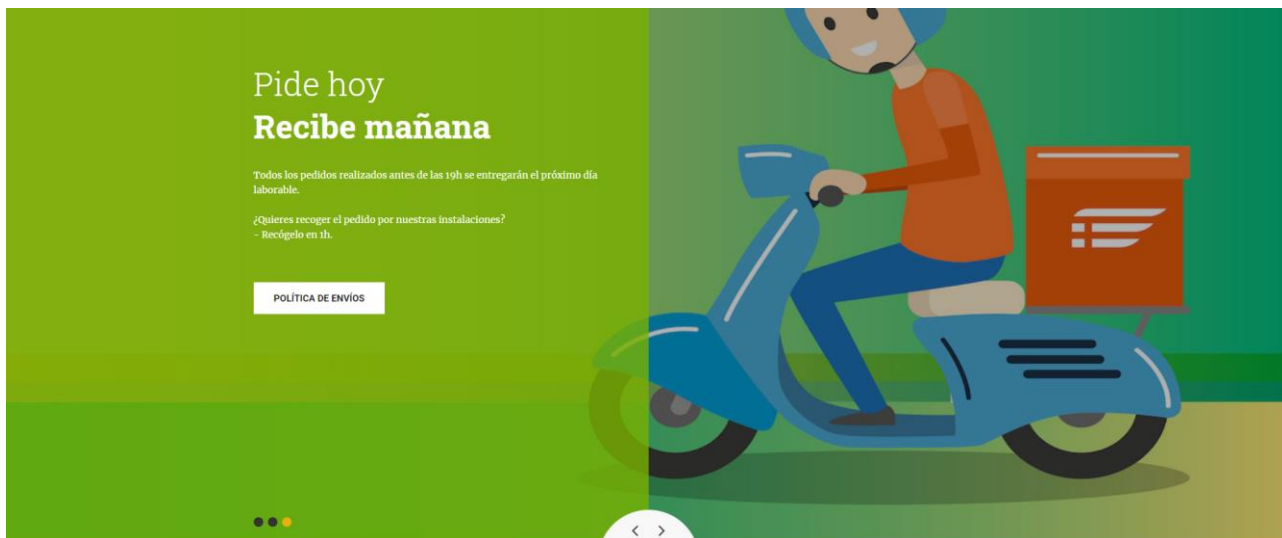 Pide hoy
Recibe mañana
Todos los pedidos realizados antes de las 19h se entregarán el próximo día
laborable.
¿Quieres recoger el pedido por nuestras instalaciones?
- Recógelo en 1h.
POLÍTICA DE ENVÍOS